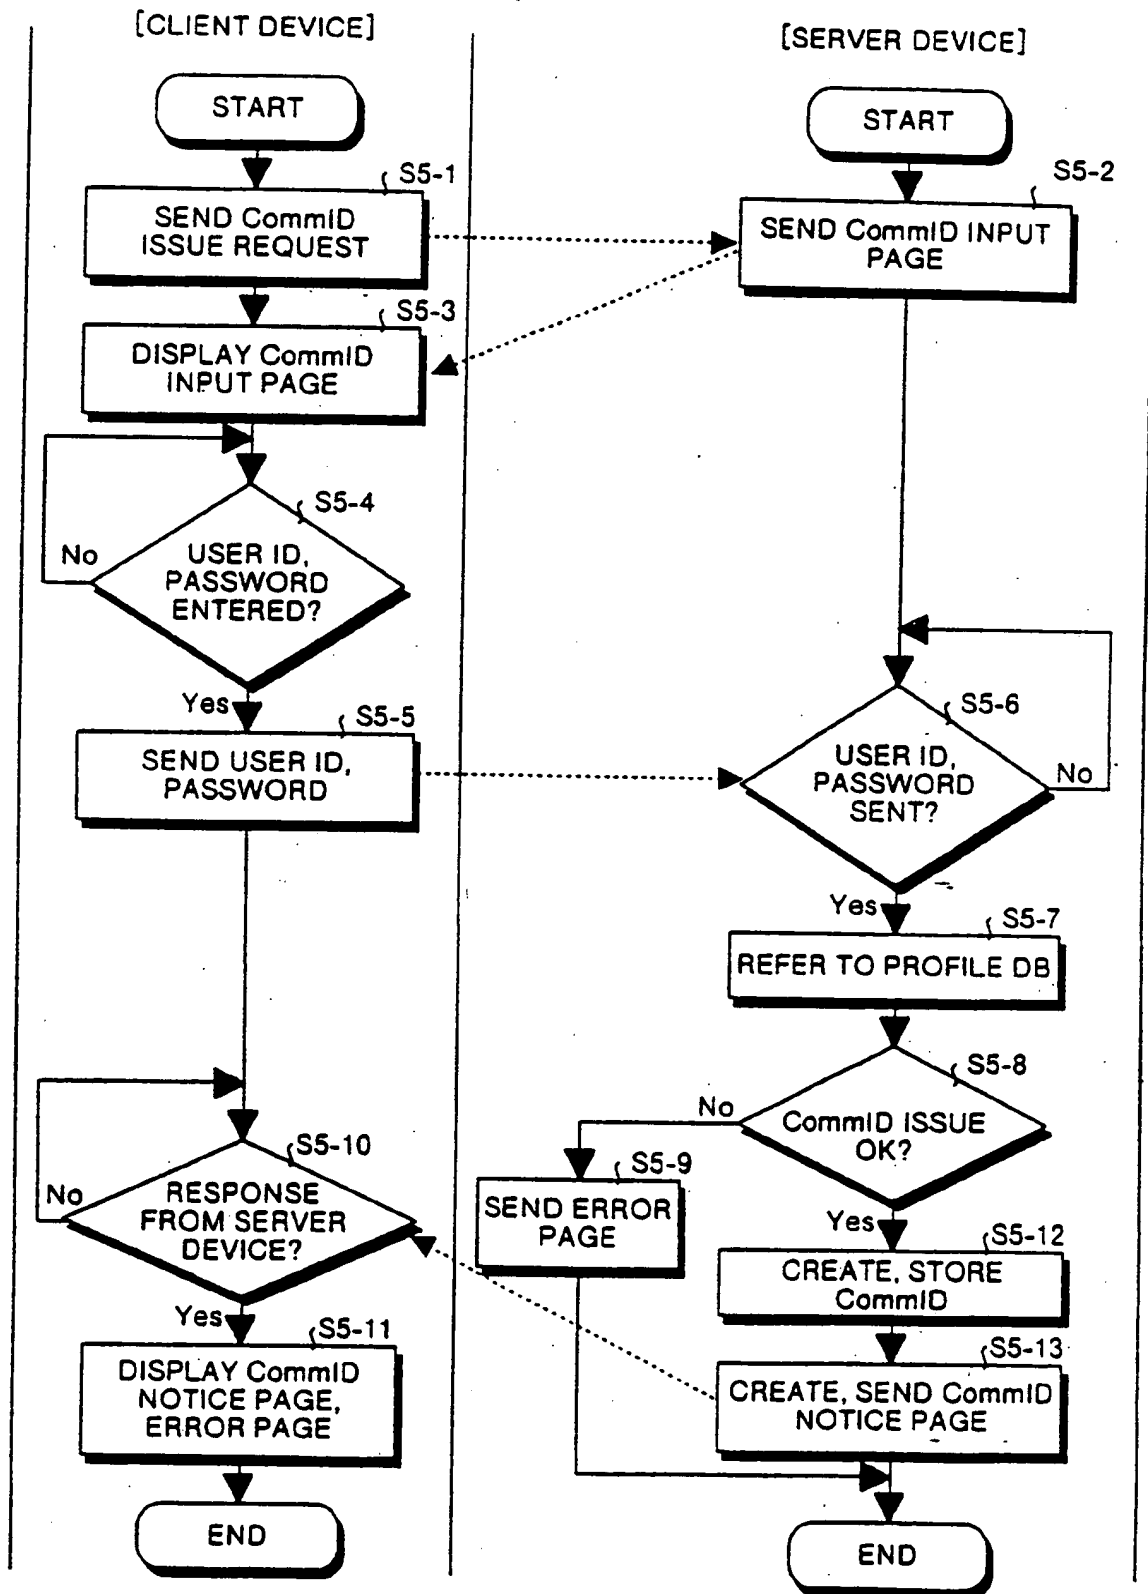 [CLIENT DEVICE]
START
S5-1
SEND CommID
ISSUE REQUEST
S5-3
DISPLAY CommID
INPUT PAGE
S5-4
USER ID,
PASSWORD
ENTERED?
No
Yes
S5-5
SEND USER ID,
PASSWORD
S5-10
RESPONSE
FROM SERVER
DEVICE?
No
Yes
S5-11
DISPLAY CommID
NOTICE PAGE,
ERROR PAGE
END
[SERVER DEVICE]
START
S5-2
SEND CommID INPUT
PAGE
S5-6
USER ID,
PASSWORD
SENT?
No
Yes
S5-7
REFER TO PROFILE DB
S5-8
CommID ISSUE
OK?
No
S5-9
SEND ERROR
PAGE
Yes
S5-12
CREATE, STORE
CommID
S5-13
CREATE, SEND CommID
NOTICE PAGE
END